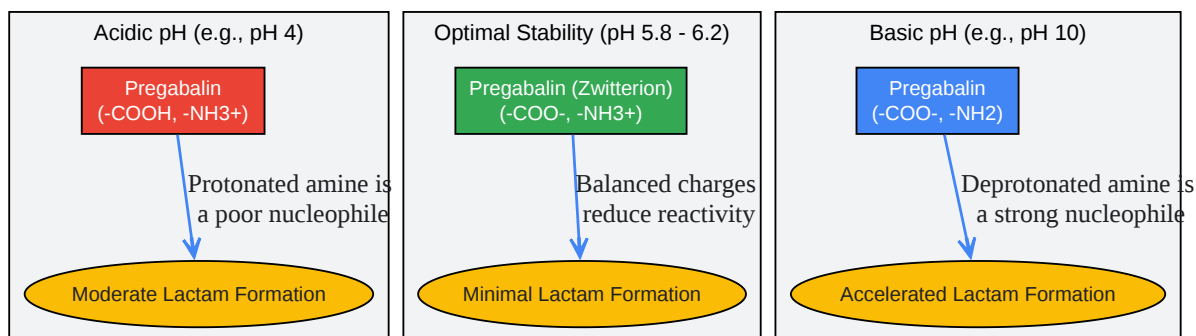 Acidic pH (e.g., pH 4)
Pregabalin
(-COOH, -NH3+)
Protonated amine is
a poor nucleophile
Moderate Lactam Formation
Optimal Stability (pH 5.8 - 6.2)
Pregabalin (Zwitterion)
(-COO-, -NH3+)
Balanced charges
reduce reactivity
Minimal Lactam Formation
Basic pH (e.g., pH 10)
Pregabalin
(-COO-, -NH2)
Deprotonated amine is
a strong nucleophile
Accelerated Lactam Formation